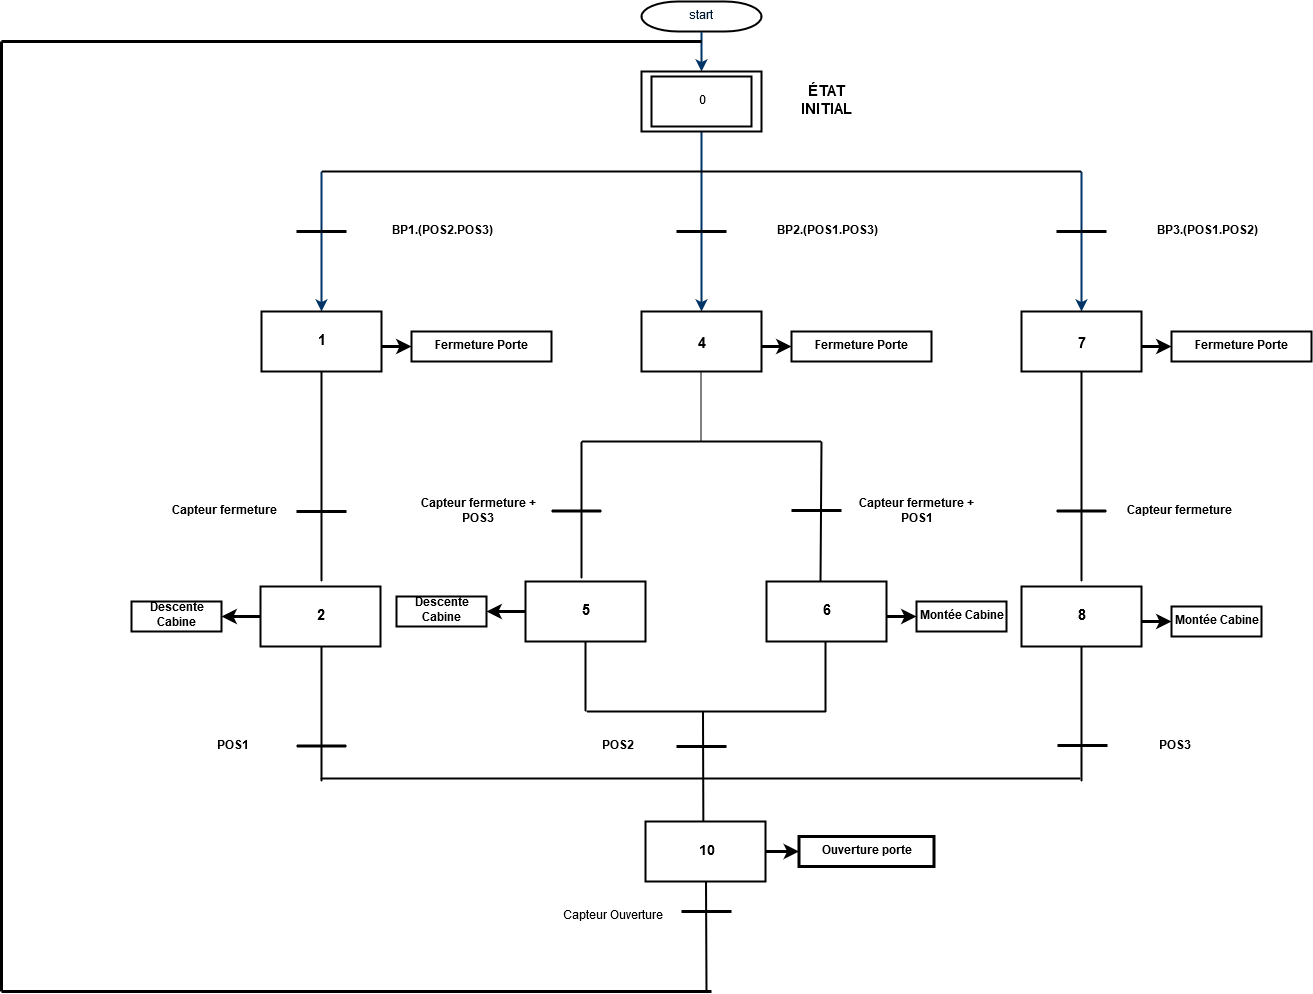 start
0
ÉTAT
INITIAL
BP1.(POS2.POS3)
BP2.(POS1.POS3)
BP3.(POS1.POS2)
1
Fermeture Porte
4
Fermeture Porte
7
Fermeture Porte
Capteur fermeture
Capteur fermeture +
POS3
Capteur fermeture +
POS1
Capteur fermeture
Descente
Cabine
2
Descente
Cabine
5
6
Montée Cabine
8
Montée Cabine
POS1
POS2
POS3
10
Ouverture porte
Capteur Ouverture